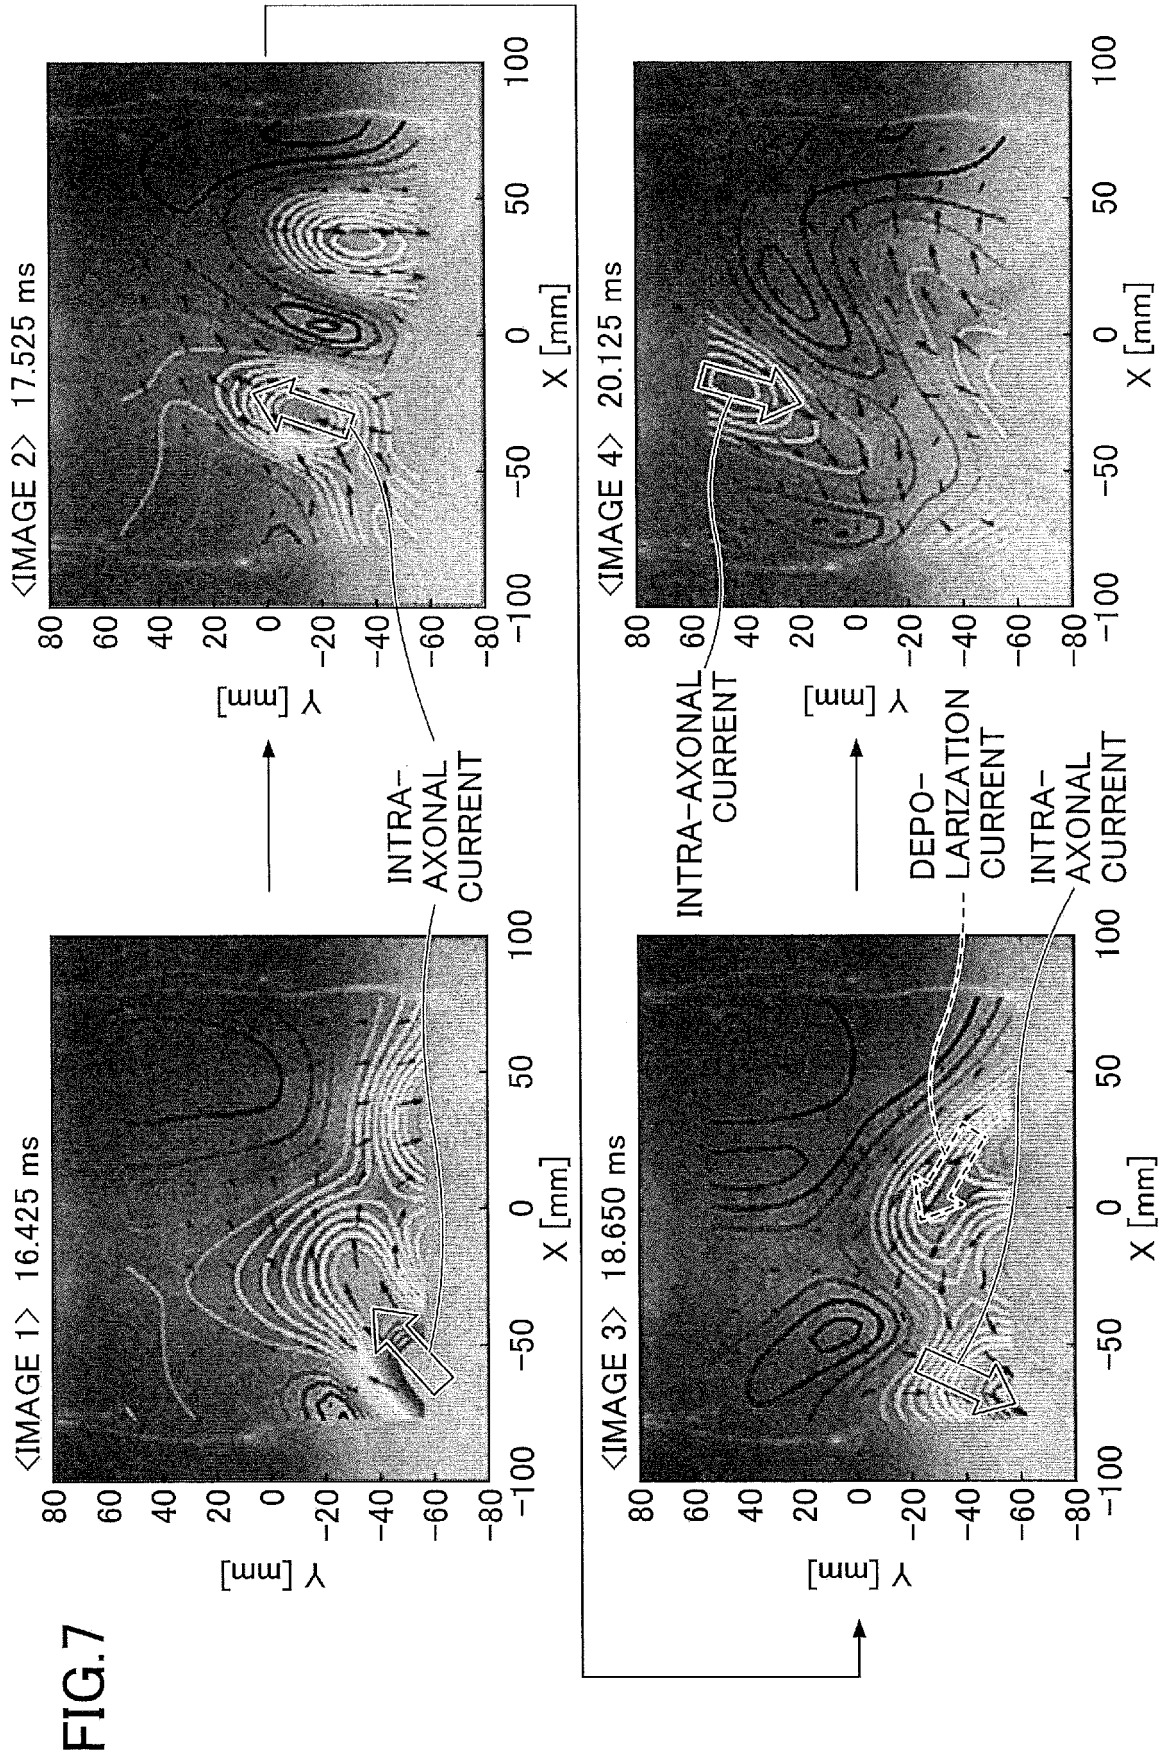 FIG.7
<IMAGE 1> 16.425 ms
Y [mm]
80
60
40
20
0
-20
-40
-60
-80
-100
-50
0
50
100
X [mm]
INTRA-
AXONAL
CURRENT
<IMAGE 2> 17.525 ms
Y [mm]
80
60
40
20
0
-20
-40
-60
-80
-100
-50
0
50
100
X [mm]
<IMAGE 3> 18.650 ms
Y [mm]
80
60
40
20
0
-20
-40
-60
-80
-100
-50
0
50
100
X [mm]
DEPO-
LARIZATION
CURRENT
INTRA-
AXONAL
CURRENT
INTRA-AXONAL
CURRENT
<IMAGE 4> 20.125 ms
Y [mm]
80
60
40
20
0
-20
-40
-60
-80
-100
-50
0
50
100
X [mm]